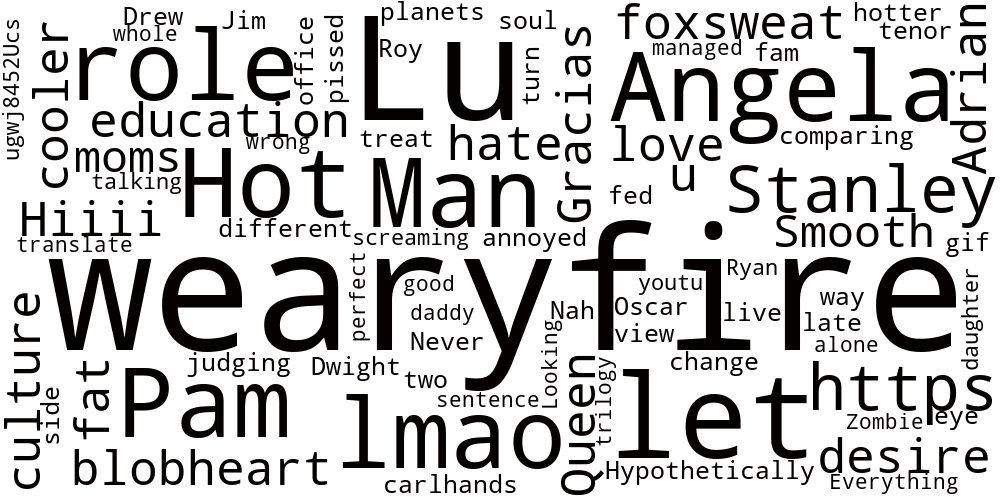 Drew
Jim
planets
soul
hotter
whole
role
office
pissed
Lu
Roy
turn
Gracias
foxsweat
managed
fam
tenor
Adrian
ugwj8452Ucs
cooler
education
wrong
treat
hate
Angela
love
comparing
moms
talking
Hot
Man
u
fed
Stanley
Hiiii
translate
different
screaming
annoyed
Smooth
gif
wearyfire
perfect
good
daddy
Never
Nah
youtu
Oscar
view
Ryan
live
way
late
alone
daughter
culture
side
fat
judging
Dwight
two
sentence
Looking
Queen
trilogy
change
https
Pam
lmao
let
Zombie
eye
blobheart
carlhands
Hypothetically
desire
Everything